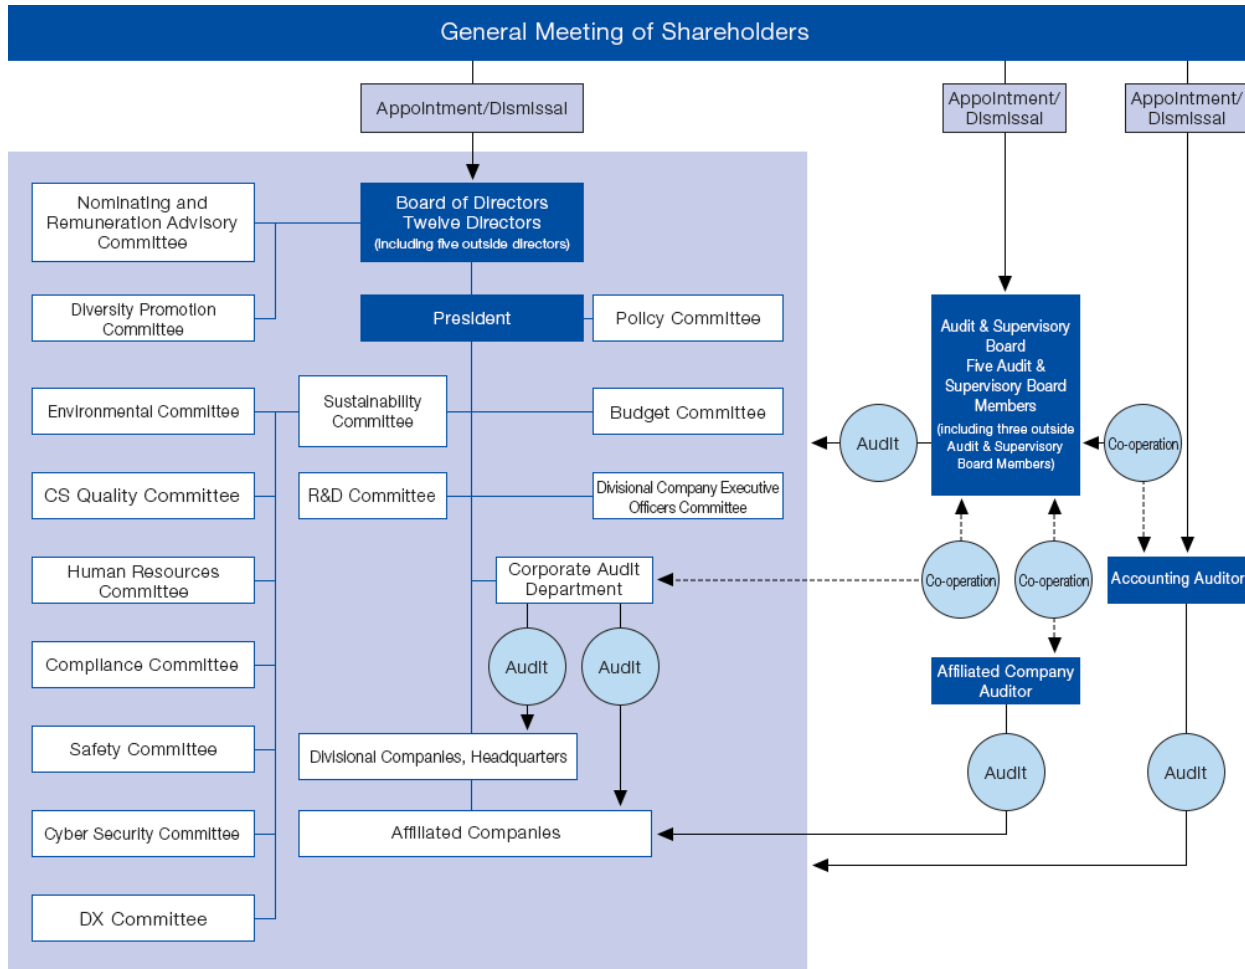 General Meeting of Shareholders
Appointment/Dismissal
Appointment/
Dismissal
Appointment/
Dismissal
Nominating and
Remuneration Advisory
Committee
Board of Directors
Twelve Directors
(including five outside directors)
Diversity Promotion
Committee
President
Policy Committee
Audit & Supervisory
Board
Five Audit &
Supervisory Board
Members
(including three outside
Audit & Supervisory
Board Members)
Environmental Committee
Sustainability
Committee
Budget Committee
Audit
Co-operation
CS Quality Committee
R&D Committee
Divisional Company Executive
Officers Committee
Human Resources
Committee
Corporate Audit
Department
Co-operation
Co-operation
Accounting Auditor
Compliance Committee
Audit
Audit
Affiliated Company
Auditor
Safety Committee
Divisional Companies, Headquarters
Audit
Audit
Cyber Security Committee
Affiliated Companies
DX Committee